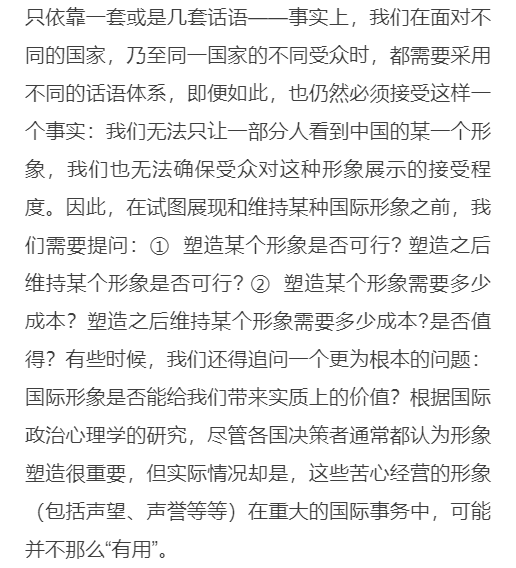 只依靠一套或是几套话语——事实上，我们在面对不
同的国家，乃至同一国家的不同受众时，都需要采用
不同的话语体系，即便如此，也仍然必须接受这样一
个事实：我们无法只让一部分人看到中国的某一个形
象，我们也无法确保受众对这种形象展示的接受程
度。因此，在试图展现和维持某种国际形象之前，我
们需要提问：① 塑造某个形象是否可行？塑造之后
维持某个形象是否可行？② 塑造某个形象需要多少
成本？塑造之后维持某个形象需要多少成本?是否值
得？有些时候，我们还得追问一个更为根本的问题：
国际形象是否能给我们带来实质上的价值？根据国际
政治心理学的研究，尽管各国决策者通常都认为形象
塑造很重要，但实际情况却是，这些苦心经营的形象
（包括声望、声誉等等）在重大的国际事务中，可能
并不那么“有用”。